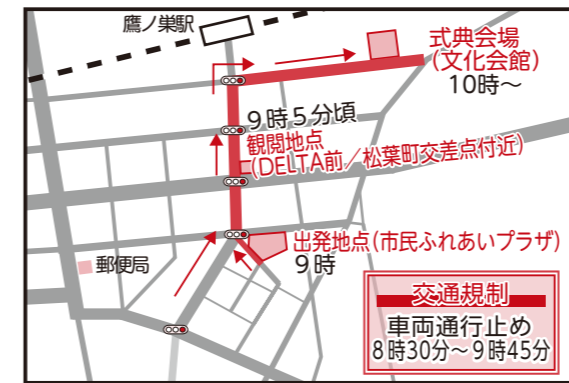 鷹ノ巣駅
式典会場
(文化会館)
10時～
9時5分頃
観閲地点
(DELTA前／松葉町交差点付近)
出発地点(市民ふれあいプラザ)
9時
郵便局
交通規制
車両通行止め
8時30分～9時45分